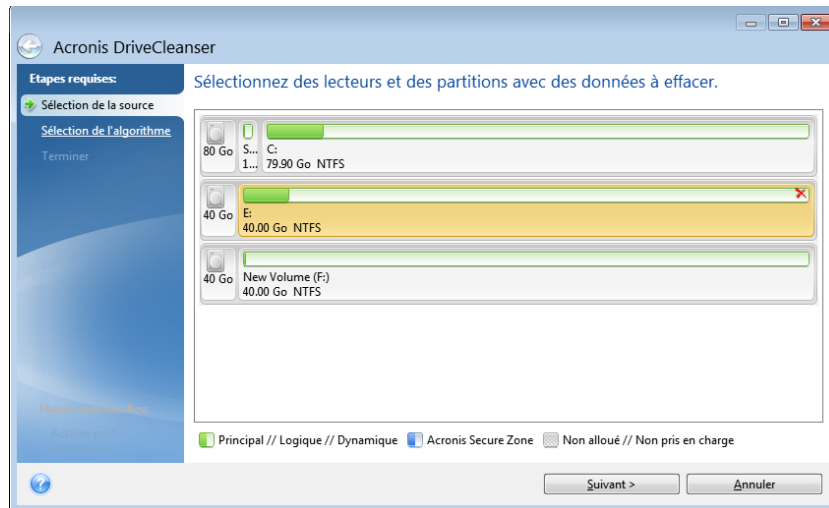 Acronis DriveCleanser
Etapes requises:
Sélection de la source
Sélection de l'algorithme
Terminer
Sélectionnez des lecteurs et des partitions avec des données à effacer.
80 Go
S...
1...
C:
79.90 Go NTFS
40 Go
E:
40.00 Go NTFS
40 Go
New Volume (F:)
40.00 Go NTFS
Principal // Logique // Dynamique
Acronis Secure Zone
Non alloué // Non pris en charge
Suivant >
Annuler